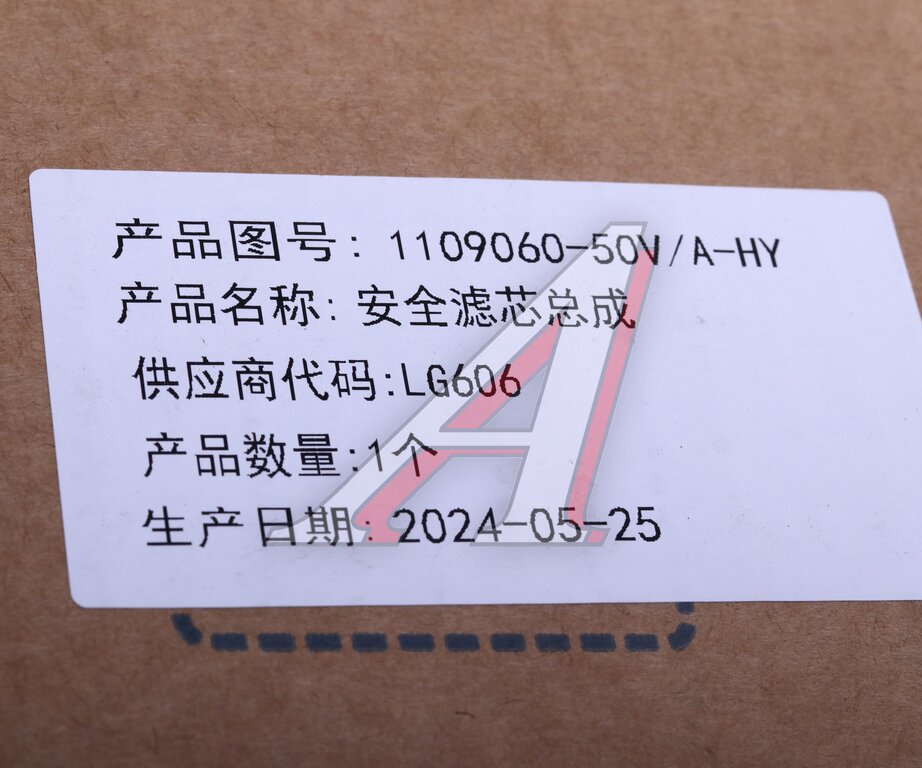 产品图号: 1109060-50V/A-HY
产品名称: 安全滤芯总成
供应商代码:LG606
产品数量:1个
生产日期: 2024-05-25